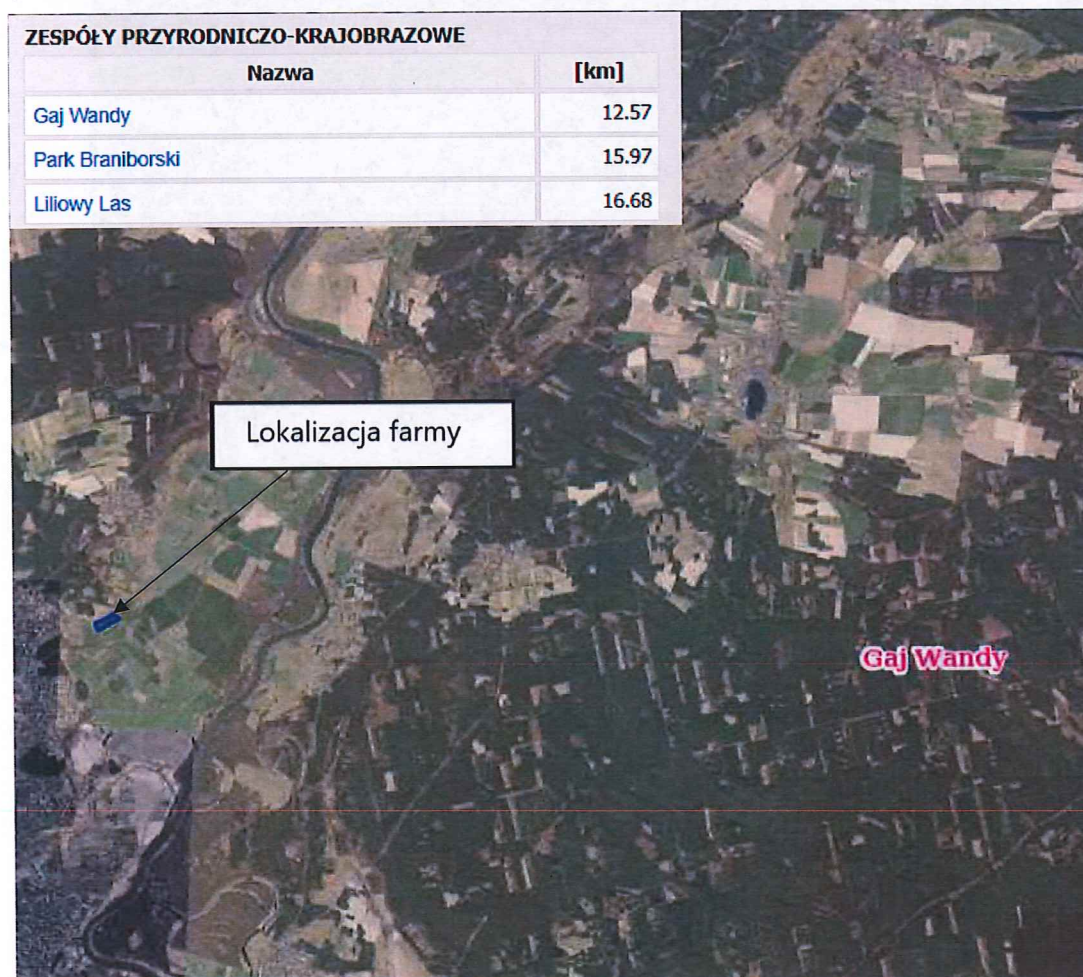 ZESPÓŁY PRZYRODNICZO-KRAJOBRAZOWE
Nazwa [km]
Gaj Wandy 12.57
Park Braniborski 15.97
Liliowy Las 16.68
Lokalizacja farmy
Gaj Wandy